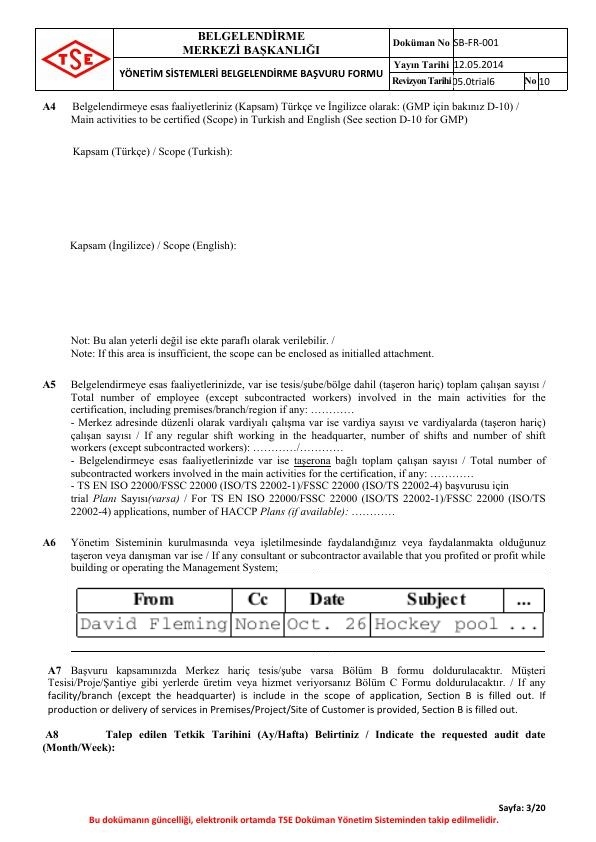 TSE
BELGELENDİRME
MERKEZİ BAŞKANLIĞI
YÖNETİM SİSTEMLERİ BELGELENDİRME BAŞVURU FORMU
Doküman No SB-FR-001
Yayın Tarihi 12.05.2014
Revizyon Tarihi 05.0trial6 No 10
A4 Belgelendirmeye esas faaliyetleriniz (Kapsam) Türkçe ve İngilizce olarak: (GMP için bakınız D-10) /
Main activities to be certified (Scope) in Turkish and English (See section D-10 for GMP)
Kapsam (Türkçe) / Scope (Turkish):
Kapsam (İngilizce) / Scope (English):
Not: Bu alan yeterli değil ise ekte paraflı olarak verilebilir. /
Note: If this area is insufficient, the scope can be enclosed as initialled attachment.
A5 Belgelendirmeye esas faaliyetlerinizde, var ise tesis/şube/bölge dahil (taşeron hariç) toplam çalışan sayısı /
Total number of employee (except subcontracted workers) involved in the main activities for the
certification, including premises/branch/region if any: …………
- Merkez adresinde düzenli olarak vardiyalı çalışma var ise vardiya sayısı ve vardiyalarda (taşeron hariç)
çalışan sayısı / If any regular shift working in the headquarter, number of shifts and number of shift
workers (except subcontracted workers): …………/…………
- Belgelendirmeye esas faaliyetlerinizde var ise taşerona bağlı toplam çalışan sayısı / Total number of
subcontracted workers involved in the main activities for the certification, if any: …………
- TS EN ISO 22000/FSSC 22000 (ISO/TS 22002-1)/FSSC 22000 (ISO/TS 22002-4) başvurusu için
trial Planı Sayısı(varsa) / For TS EN ISO 22000/FSSC 22000 (ISO/TS 22002-1)/FSSC 22000 (ISO/TS
22002-4) applications, number of HACCP Plans (if available): …………
A6 Yönetim Sisteminin kurulmasında veya işletilmesinde faydalandığınız veya faydalanmakta olduğunuz
taşeron veya danışman var ise / If any consultant or subcontractor available that you profited or profit while
building or operating the Management System;
From Cc Date Subject ...
David Fleming None Oct. 26 Hockey pool ...
A7 Başvuru kapsamınızda Merkez hariç tesis/şube varsa Bölüm B formu doldurulacaktır. Müşteri
Tesisi/Proje/Şantiye gibi yerlerde üretim veya hizmet veriyorsanız Bölüm C Formu doldurulacaktır. / If any
facility/branch (except the headquarter) is include in the scope of application, Section B is filled out. If
production or delivery of services in Premises/Project/Site of Customer is provided, Section B is filled out.
A8 Talep edilen Tetkik Tarihini (Ay/Hafta) Belirtiniz / Indicate the requested audit date
(Month/Week):
Sayfa: 3/20
Bu dokümanın güncelliği, elektronik ortamda TSE Doküman Yönetim Sisteminden takip edilmelidir.